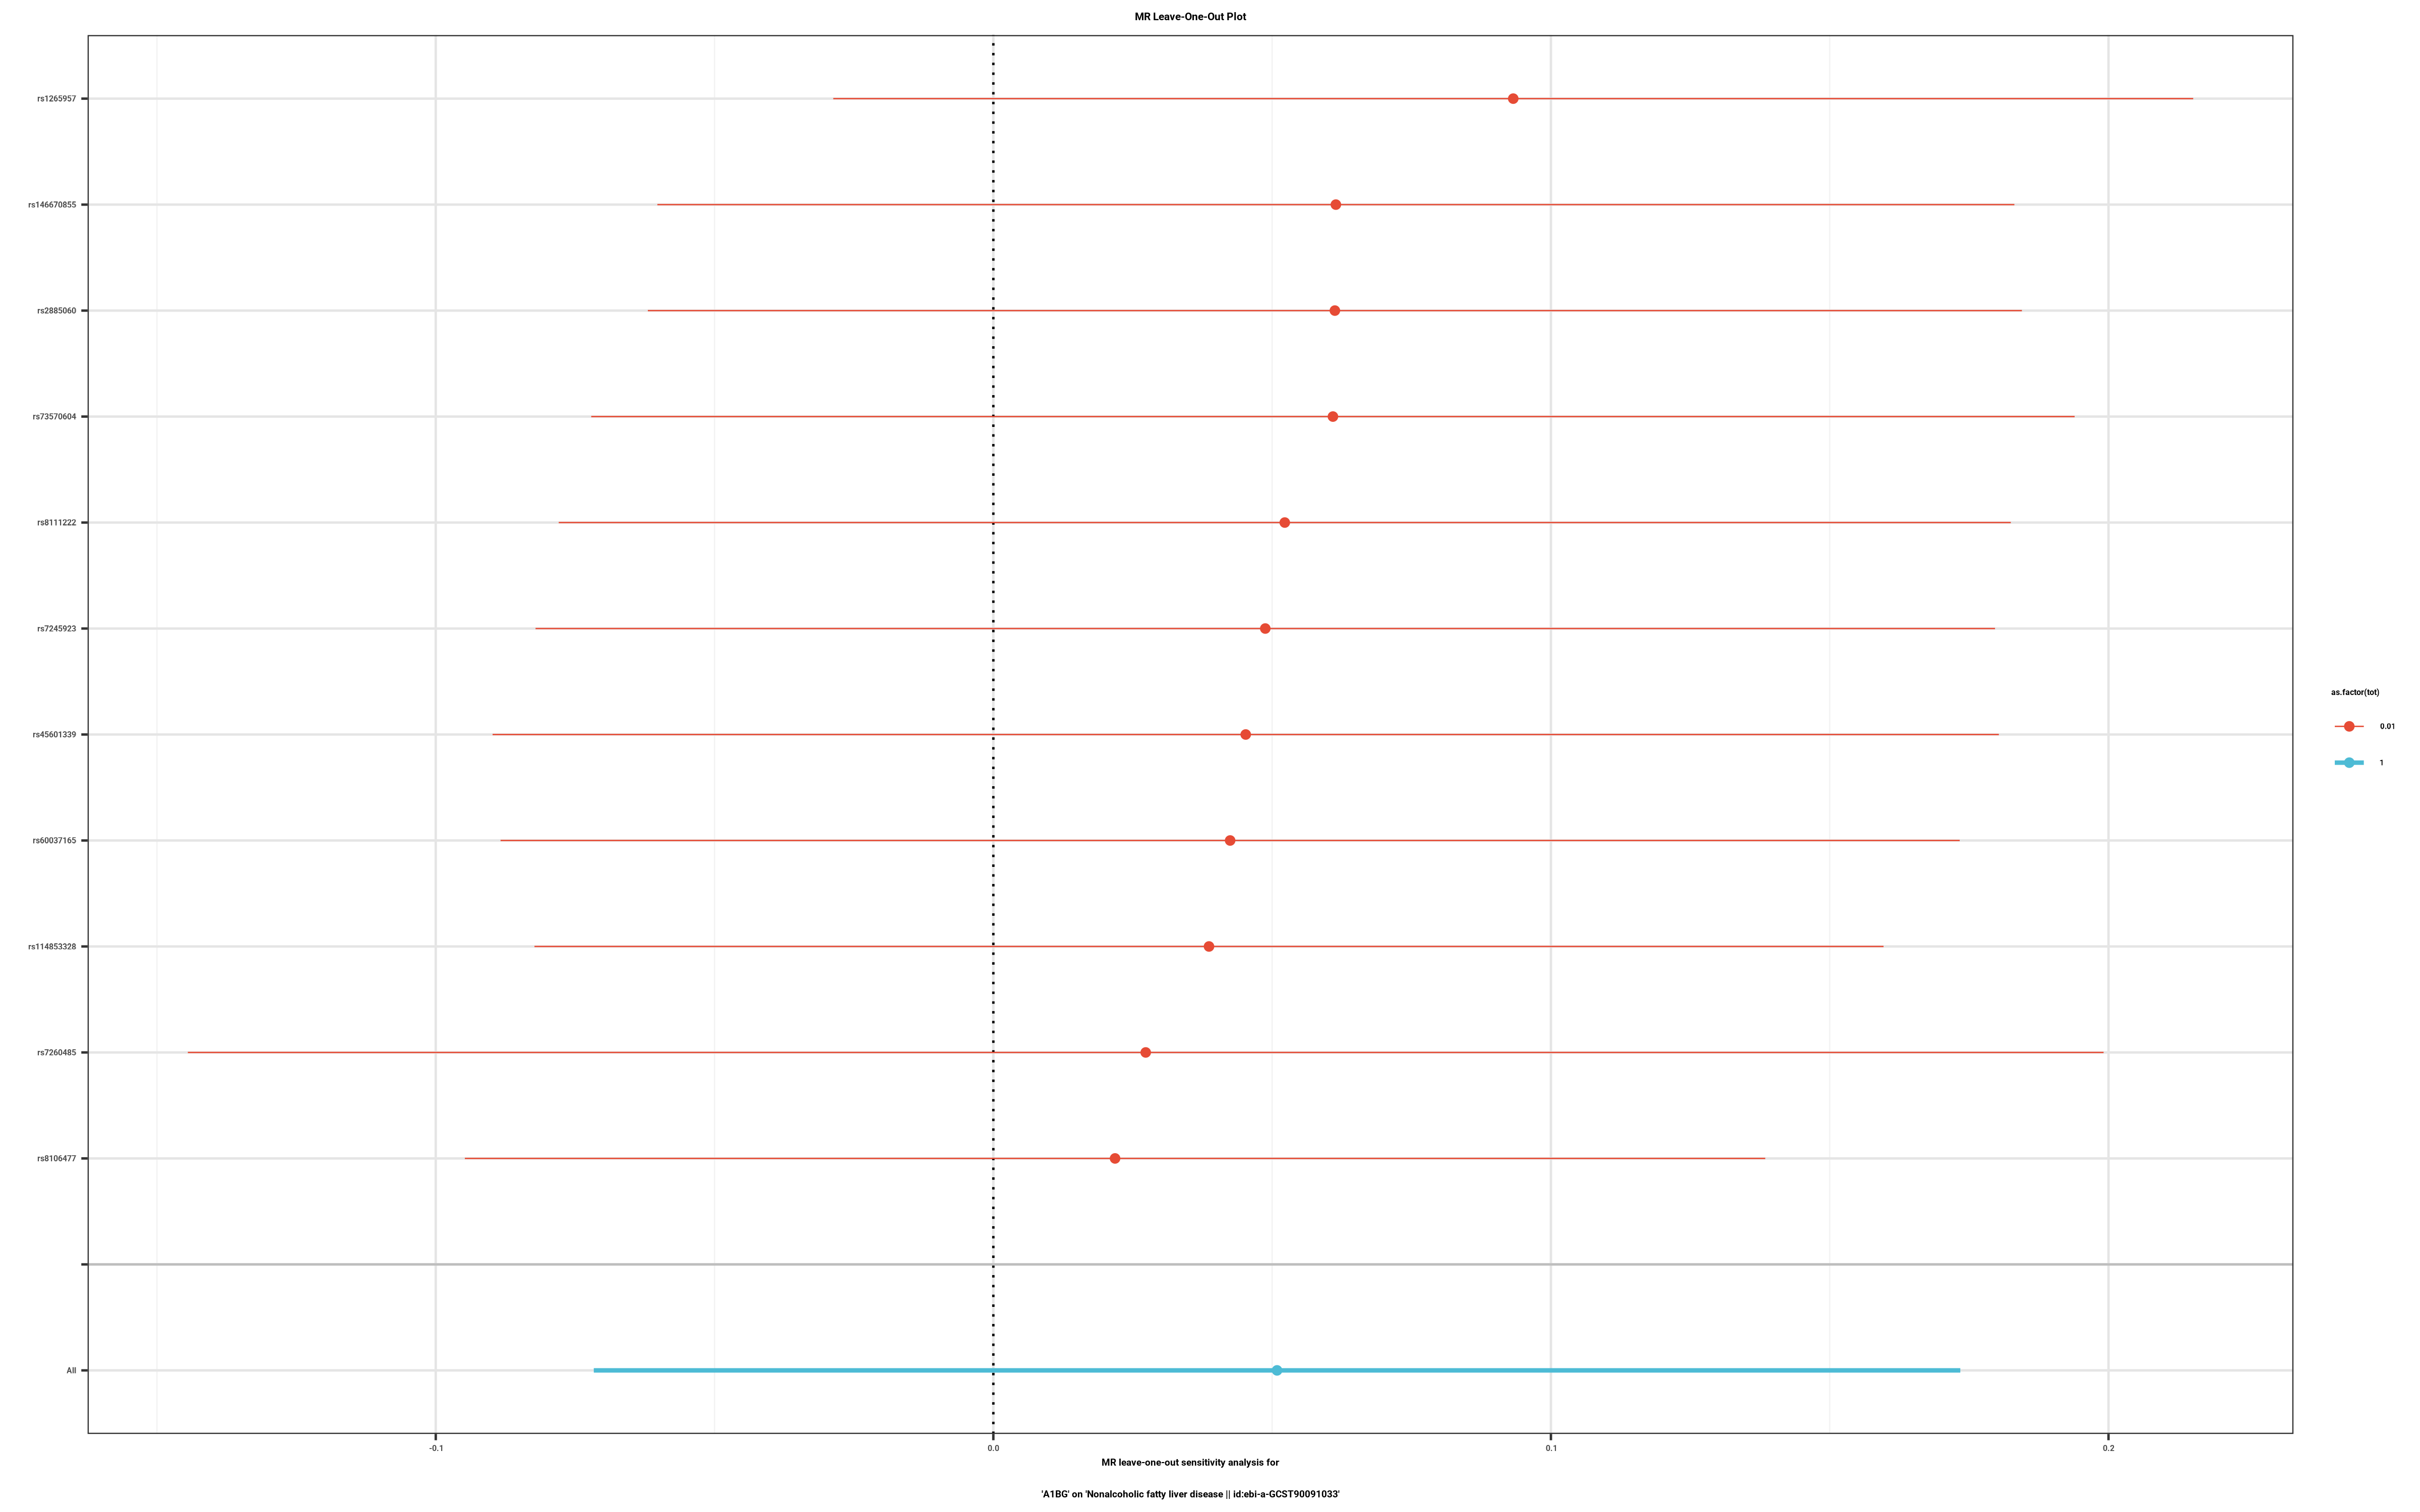 MR Leave-One-Out Plot
rs1265957
rs146670855
rs2885060
rs73570604
rs8111222
rs7245923
rs45601339
rs60037165
rs114853328
rs7260485
rs8106477
All
-0.1 0.0 0.1 0.2
MR leave-one-out sensitivity analysis for
'A1BG' on 'Nonalcoholic fatty liver disease || id:ebi-a-GCST90091033'
as.factor(tot)
0.01
1